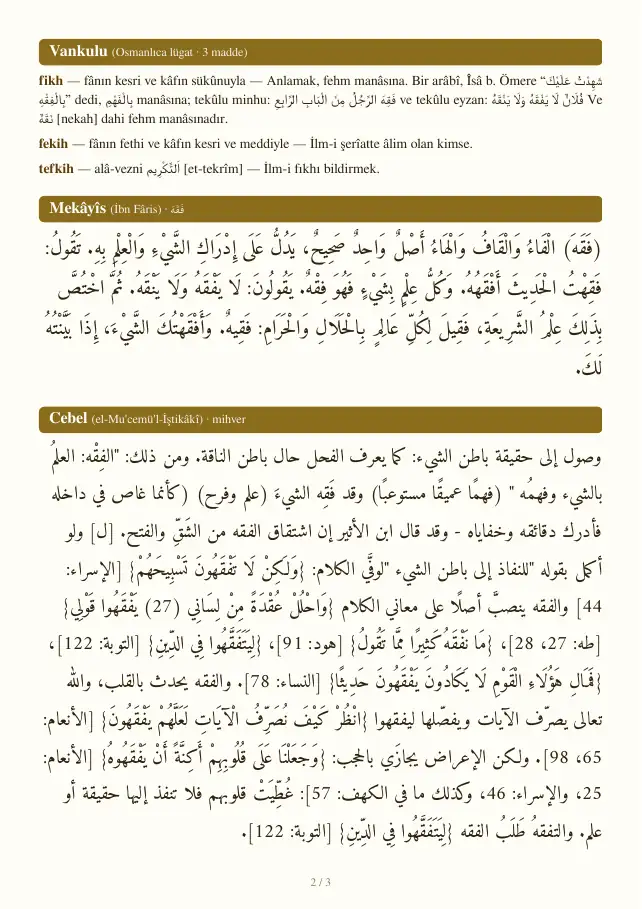 Vankulu (Osmanlıca lügat · 3 madde)
fikh — fânın kesri ve kâfın sükûnuyla — Anlamak, fehm manâsına. Bir arâbî, Îsâ b. Ömere “شَهِدْتُ عَلَيْكَ
بِالْفِقْهِ” dedi, بِالْفَهْمِ manâsına; tekûlu minhu: فَقِهَ الرَّجُلُ مِنَ الْبَابِ الرَّابِعِ ve tekûlu eyzan: فُلَانٌ لَا يَفْقَهُ وَلَا يَنْقَهُ Ve
نَقَهٌ [nekah] dahi fehm manâsınadır.
fekih — fânın fethi ve kâfın kesri ve meddiyle — İlm-i şerîatte âlim olan kimse.
tefkîh — alâ-vezni اَلتَّكْرِيم [et-tekrîm] — İlm-i fıkhı bildirmek.
Mekâyîs (İbn Fâris) · فَقَهَ
(فَقَهَ) الْفَاءُ وَالْقَافُ وَالْهَاءُ أَصْلٌ وَاحِدٌ صَحِيحٌ، يَدُلُّ عَلَى إِدْرَاكِ الشَّيْءِ وَالْعِلْمِ بِهِ. تَقُولُ:
فَقِهْتُ الْحَدِيثَ أَفْقَهُهُ. وَكُلُّ عِلْمٍ بِشَيْءٍ فَهُوَ فِقْهٌ. يَقُولُونَ: لَا يَفْقَهُ وَلَا يَنْقَهُ. ثُمَّ اخْتُصَّ
بِذَلِكَ عِلْمُ الشَّرِيعَةِ، فَقِيلَ لِكُلِّ عَالِمٍ بِالْحَلَالِ وَالْحَرَامِ: فَقِيهٌ. وَأَفْقَهْتُكَ الشَّيْءَ، إِذَا بَيَّنْتُهُ
لَكَ.
Cebel (el-Mu'cemü'l-İştikâkî) · mihver
وصول إلى حقيقة باطن الشيء: كما يعرف الفحل حال باطن الناقة. ومن ذلك: "الفِقْه: العلمُ
بالشيء وفهمُه " (فهمًا عميقًا مستوعبًا) وقد فَقِه الشيءَ (علم وفرح) (كأنما غاص في داخله
فأدرك دقائقه وخفاياه - وقد قال ابن الأثير إن اشتقاق الفقه من الشَقِّ والفتح. [ل] ولو
أكمل بقوله "للنفاذ إلى باطن الشيء "لوفَّي الكلام: {وَلَكِنْ لَا تَفْقَهُونَ تَسْبِيحَهُمْ} [الإسراء:
44] والفقه ينصبَّ أصلًا على معاني الكلام {وَاحْلُلْ عُقْدَةً مِنْ لِسَانِي (27) يَفْقَهُوا قَوْلِي}
[طه: 27، 28]، {مَا نَفْقَهُ كَثِيرًا مِمَّا تَقُولُ} [هود: 91]، {لِيَتَفَقَّهُوا فِي الدِّينِ} [التوبة: 122]،
{فَمَالِ هَؤُلَاءِ الْقَوْمِ لَا يَكَادُونَ يَفْقَهُونَ حَدِيثًا} [النساء: 78]. والفقه يحدث بالقلب، والله
تعالى يصرّف الآيات ويفصّلها ليفقهوا {انْظُرْ كَيْفَ نُصَرِّفُ الْآيَاتِ لَعَلَّهُمْ يَفْقَهُونَ} [الأنعام:
65، 98]. ولكن الإعراض يجازَي بالحجب: {وَجَعَلْنَا عَلَى قُلُوبِهِمْ أَكِنَّةً أَنْ يَفْقَهُوهُ} [الأنعام:
25، والإسراء: 46، وكذلك ما في الكهف: 57]: غُطِّيَتْ قلوبهم فلا تنفذ إليها حقيقة أو
علم. والتفقهُ طَلَبُ الفقه {لِيَتَفَقَّهُوا فِي الدِّينِ} [التوبة: 122].
2 / 3